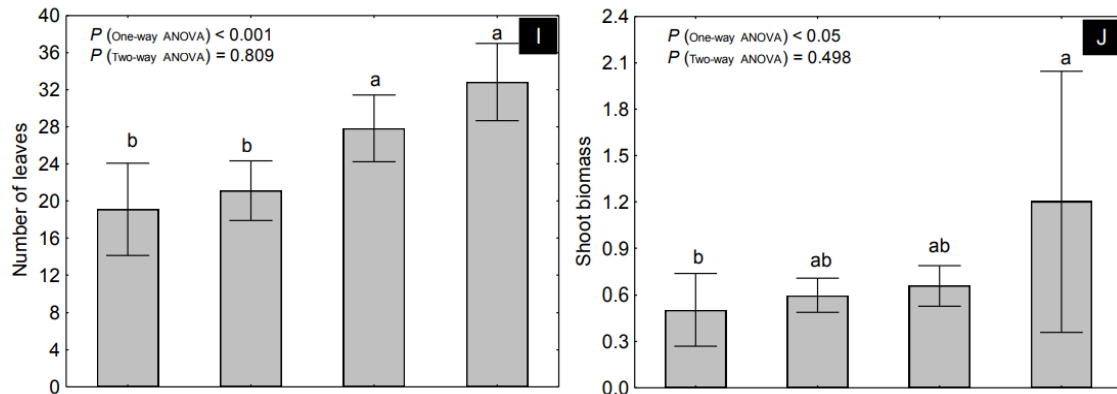 P (One-way ANOVA) < 0.001
P (Two-way ANOVA) = 0.809
I
Number of leaves
40
36
32
28
24
20
16
12
8
4
0
b
b
a
a
P (One-way ANOVA) < 0.05
P (Two-way ANOVA) = 0.498
J
Shoot biomass
2.4
2.1
1.8
1.5
1.2
0.9
0.6
0.3
0.0
b
ab
ab
a